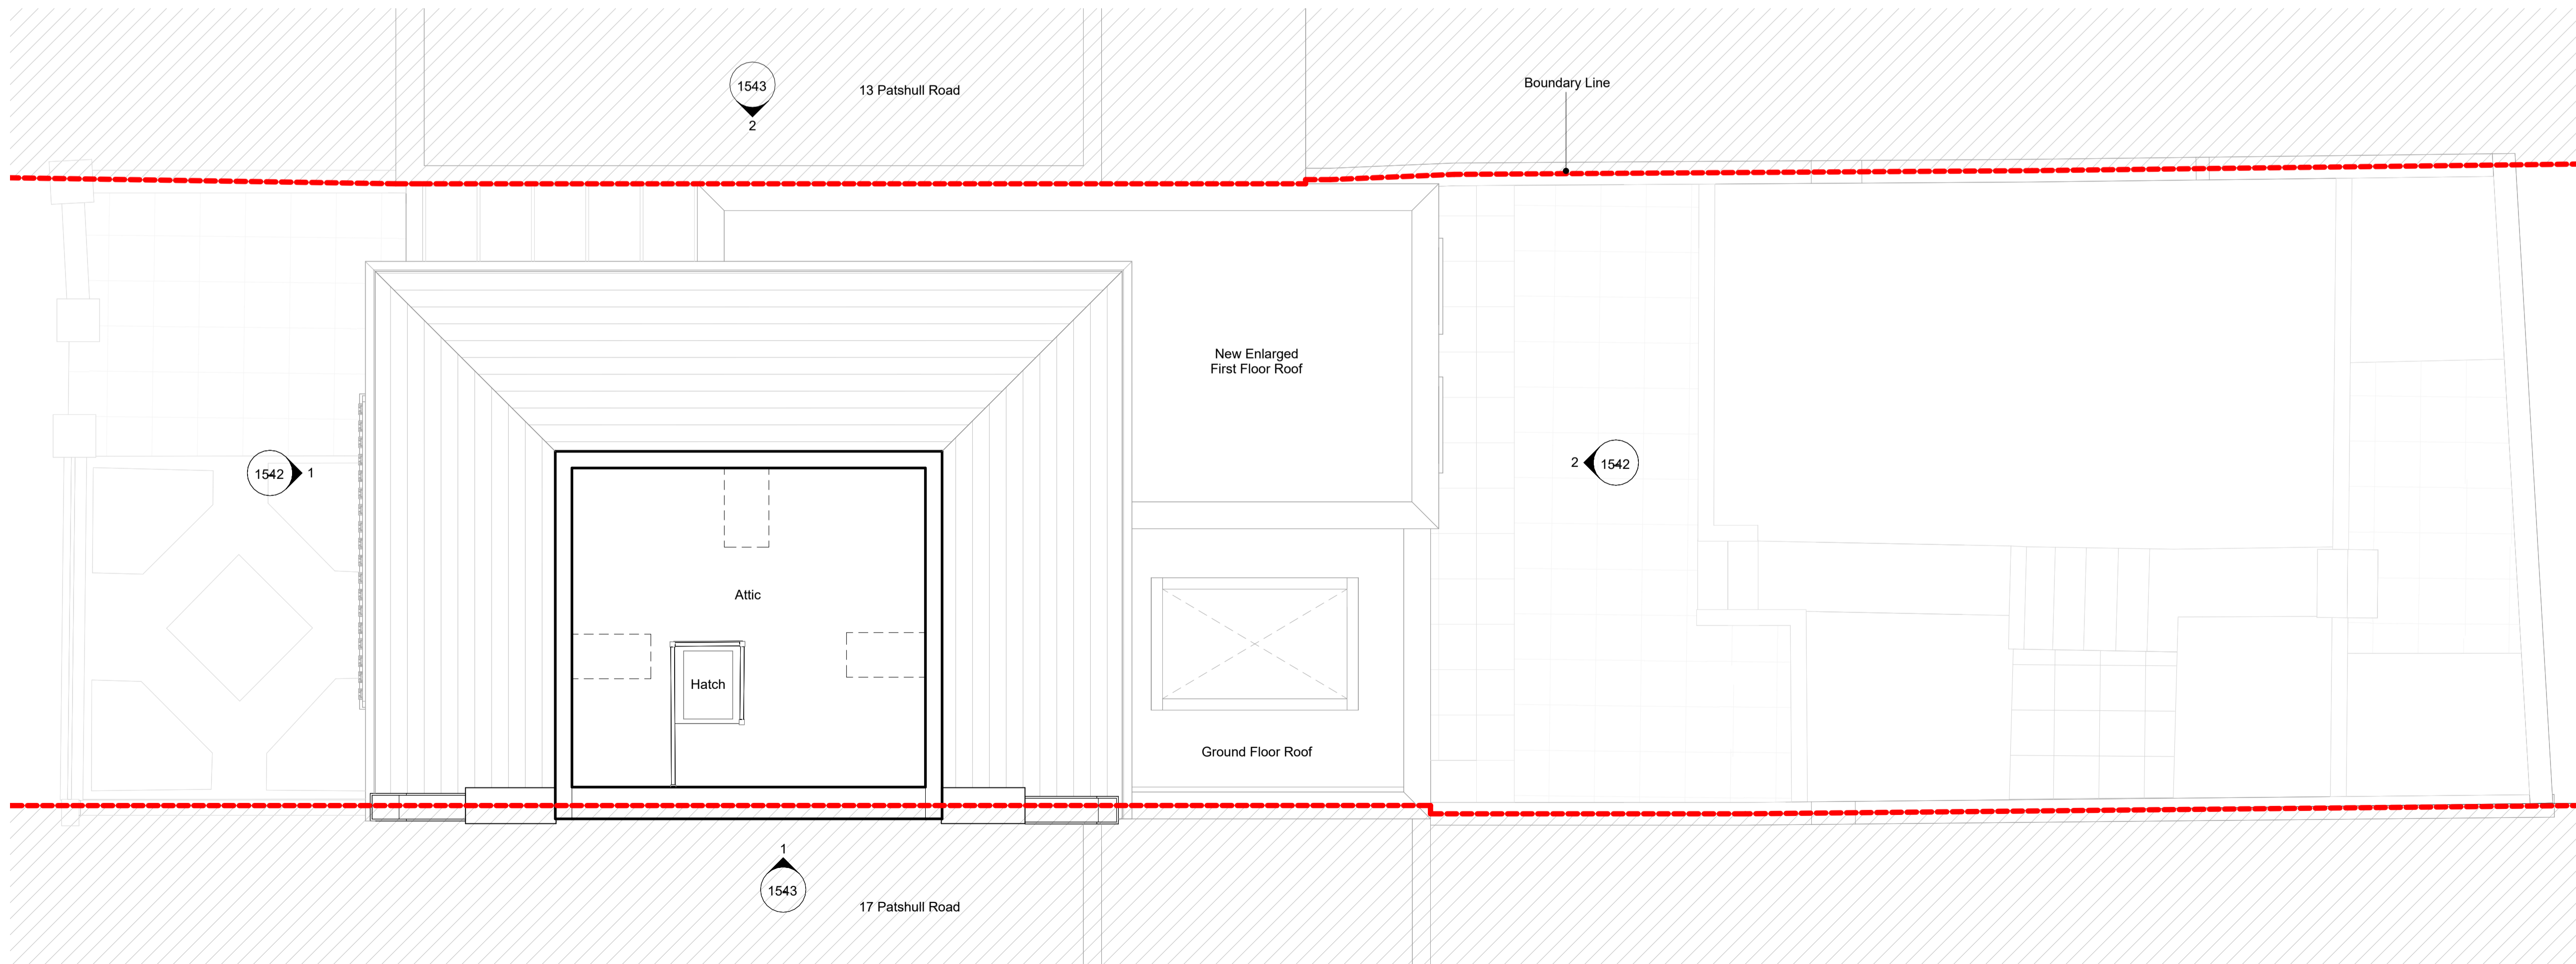 1543
2
13 Patshull Road
Boundary Line
New Enlarged
First Floor Roof
1542
1
2
1542
Attic
Hatch
Ground Floor Roof
1
1543
17 Patshull Road